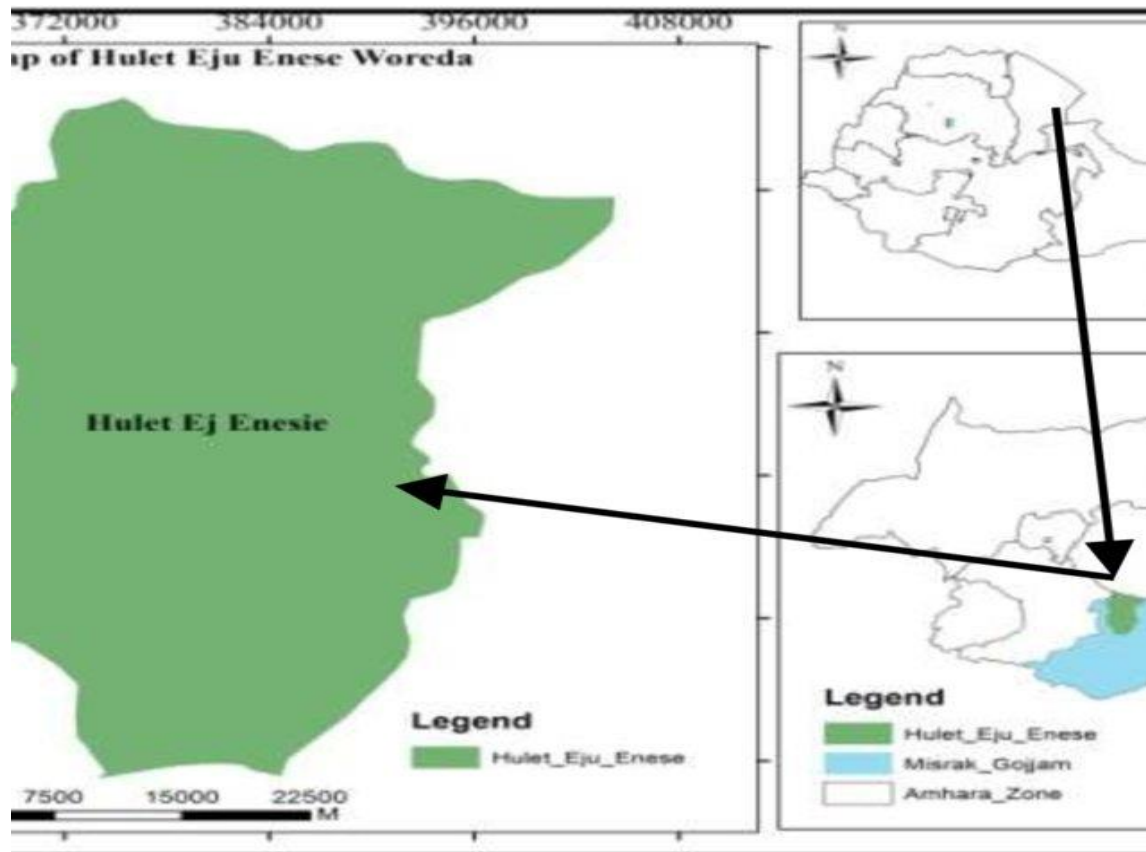 372000 384000 396000 408000
ap of Hulet Eju Enese Woreda
Hulet Ej Enesie
Legend
Hulet_Eju_Enese
7500 15000 22500
M
N
N
Legend
Hulet_Eju_Enese
Misrak_Gojjam
Amhara_Zone